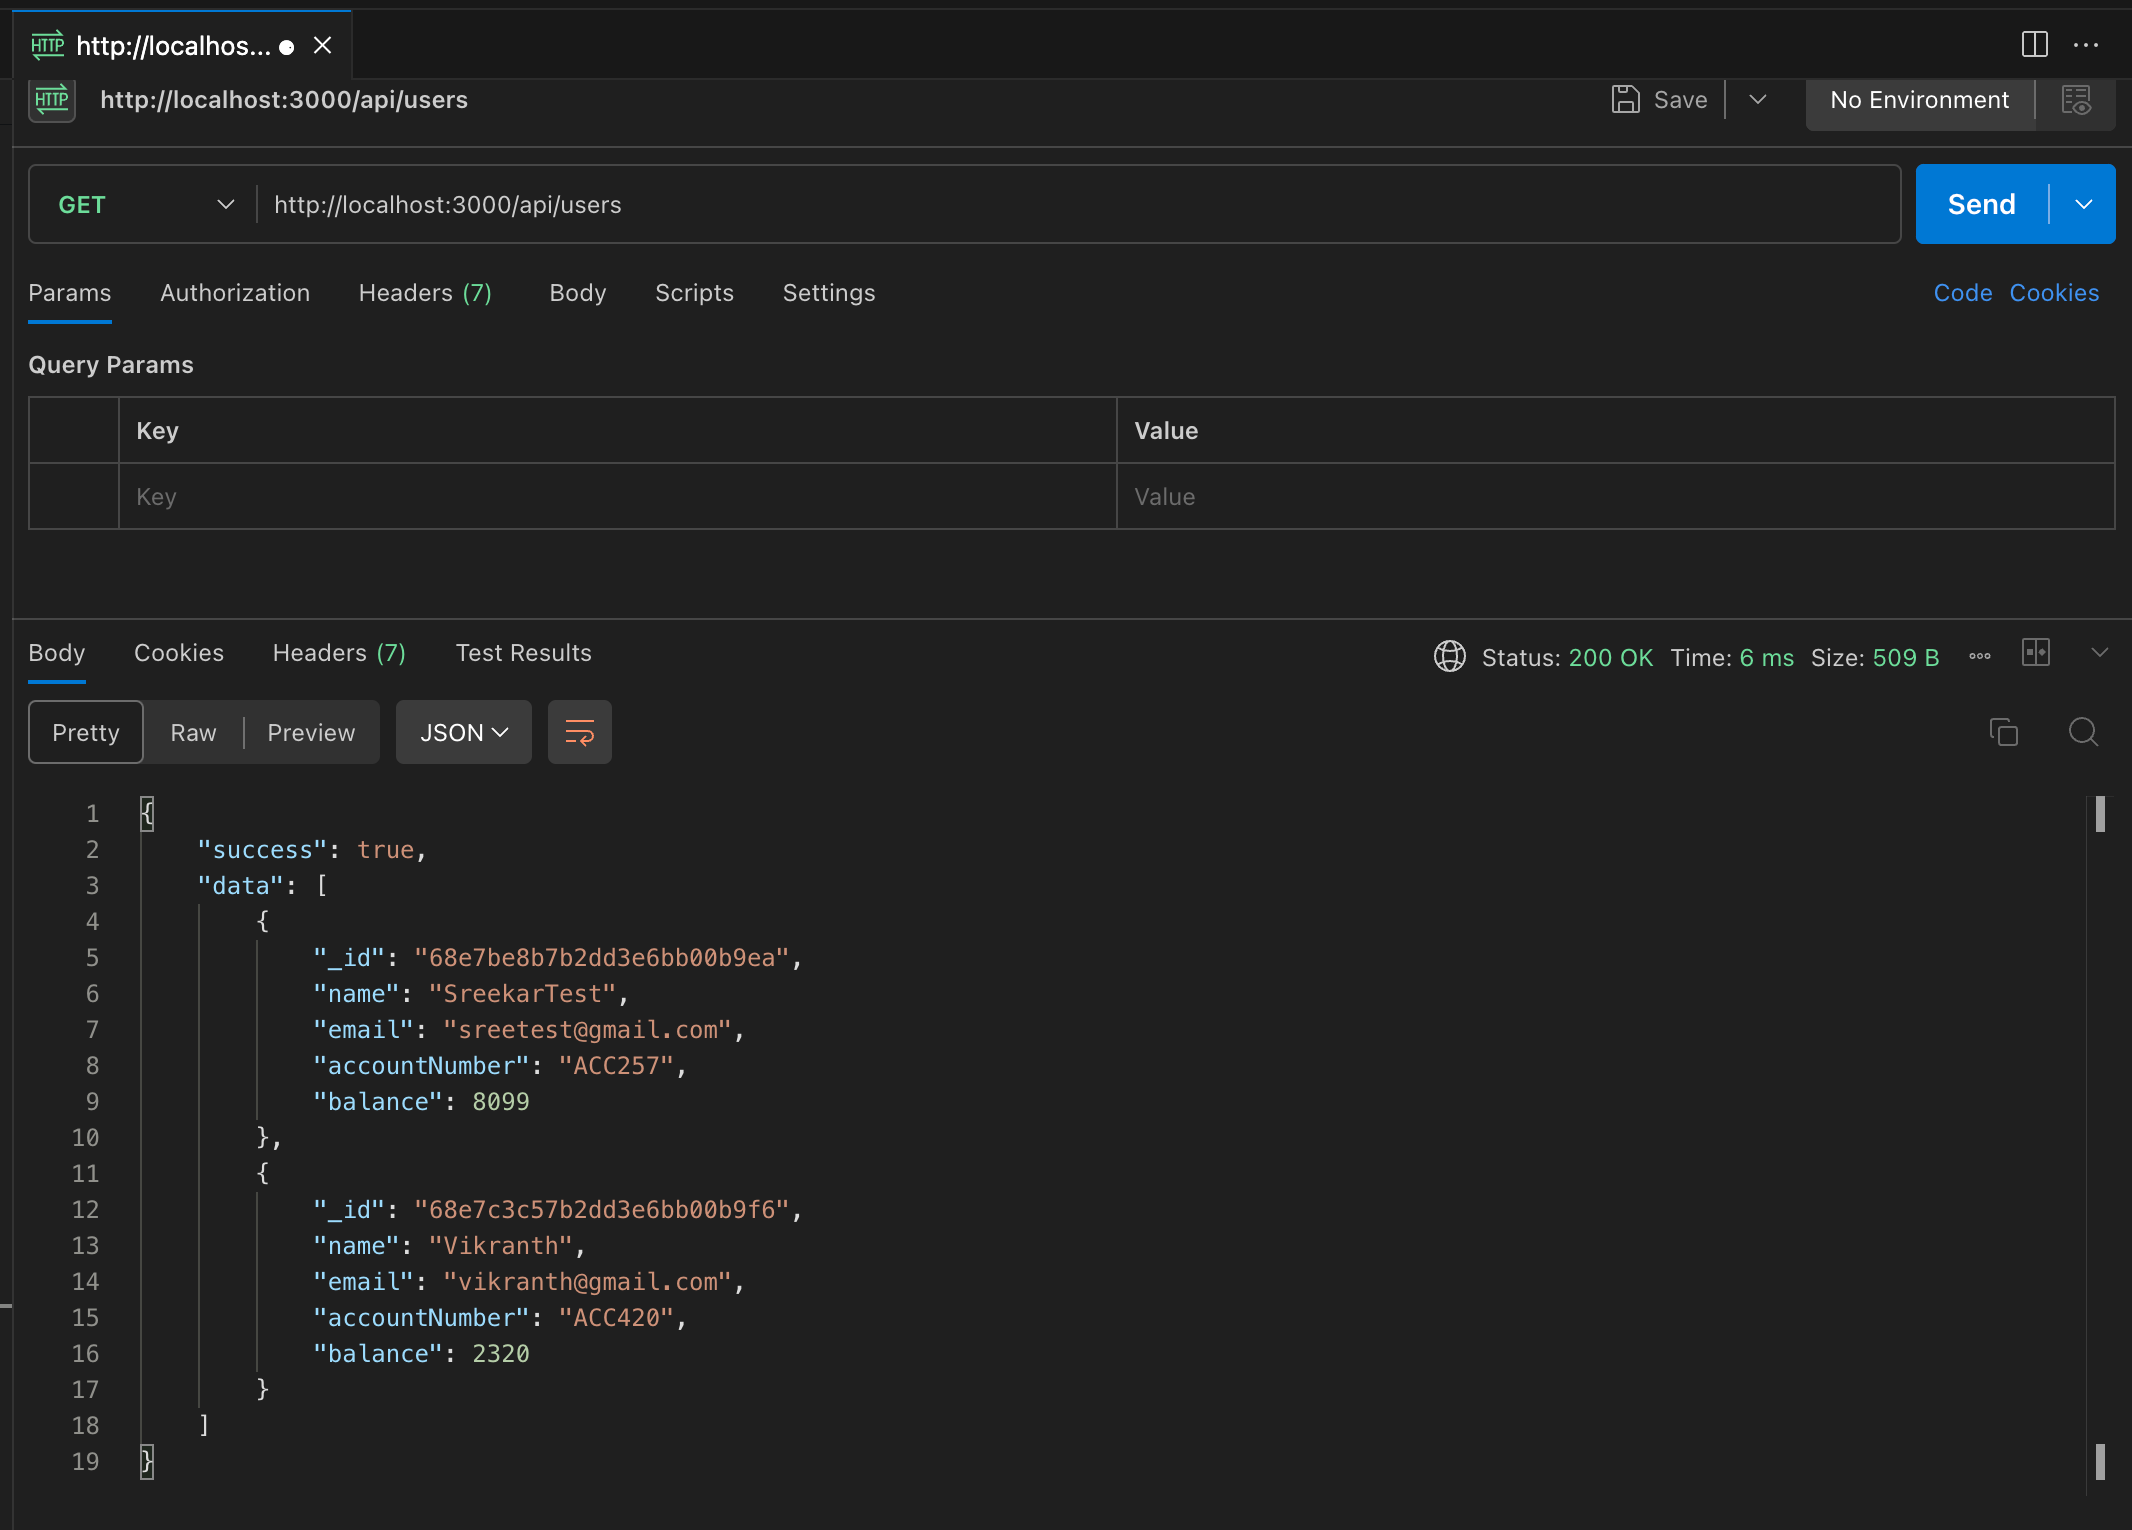 HTTP http://localhos...
HTTP http://localhost:3000/api/users Save No Environment
GET http://localhost:3000/api/users Send
Params Authorization Headers (7) Body Scripts Settings Code Cookies
Query Params
Key Value
Key Value
Body Cookies Headers (7) Test Results Status: 200 OK Time: 6 ms Size: 509 B
Pretty Raw Preview JSON
1 {
2 "success": true,
3 "data": [
4 {
5 "_id": "68e7be8b7b2dd3e6bb00b9ea",
6 "name": "SreekarTest",
7 "email": "sreetest@gmail.com",
8 "accountNumber": "ACC257",
9 "balance": 8099
10 },
11 {
12 "_id": "68e7c3c57b2dd3e6bb00b9f6",
13 "name": "Vikranth",
14 "email": "vikranth@gmail.com",
15 "accountNumber": "ACC420",
16 "balance": 2320
17 }
18 ]
19 }